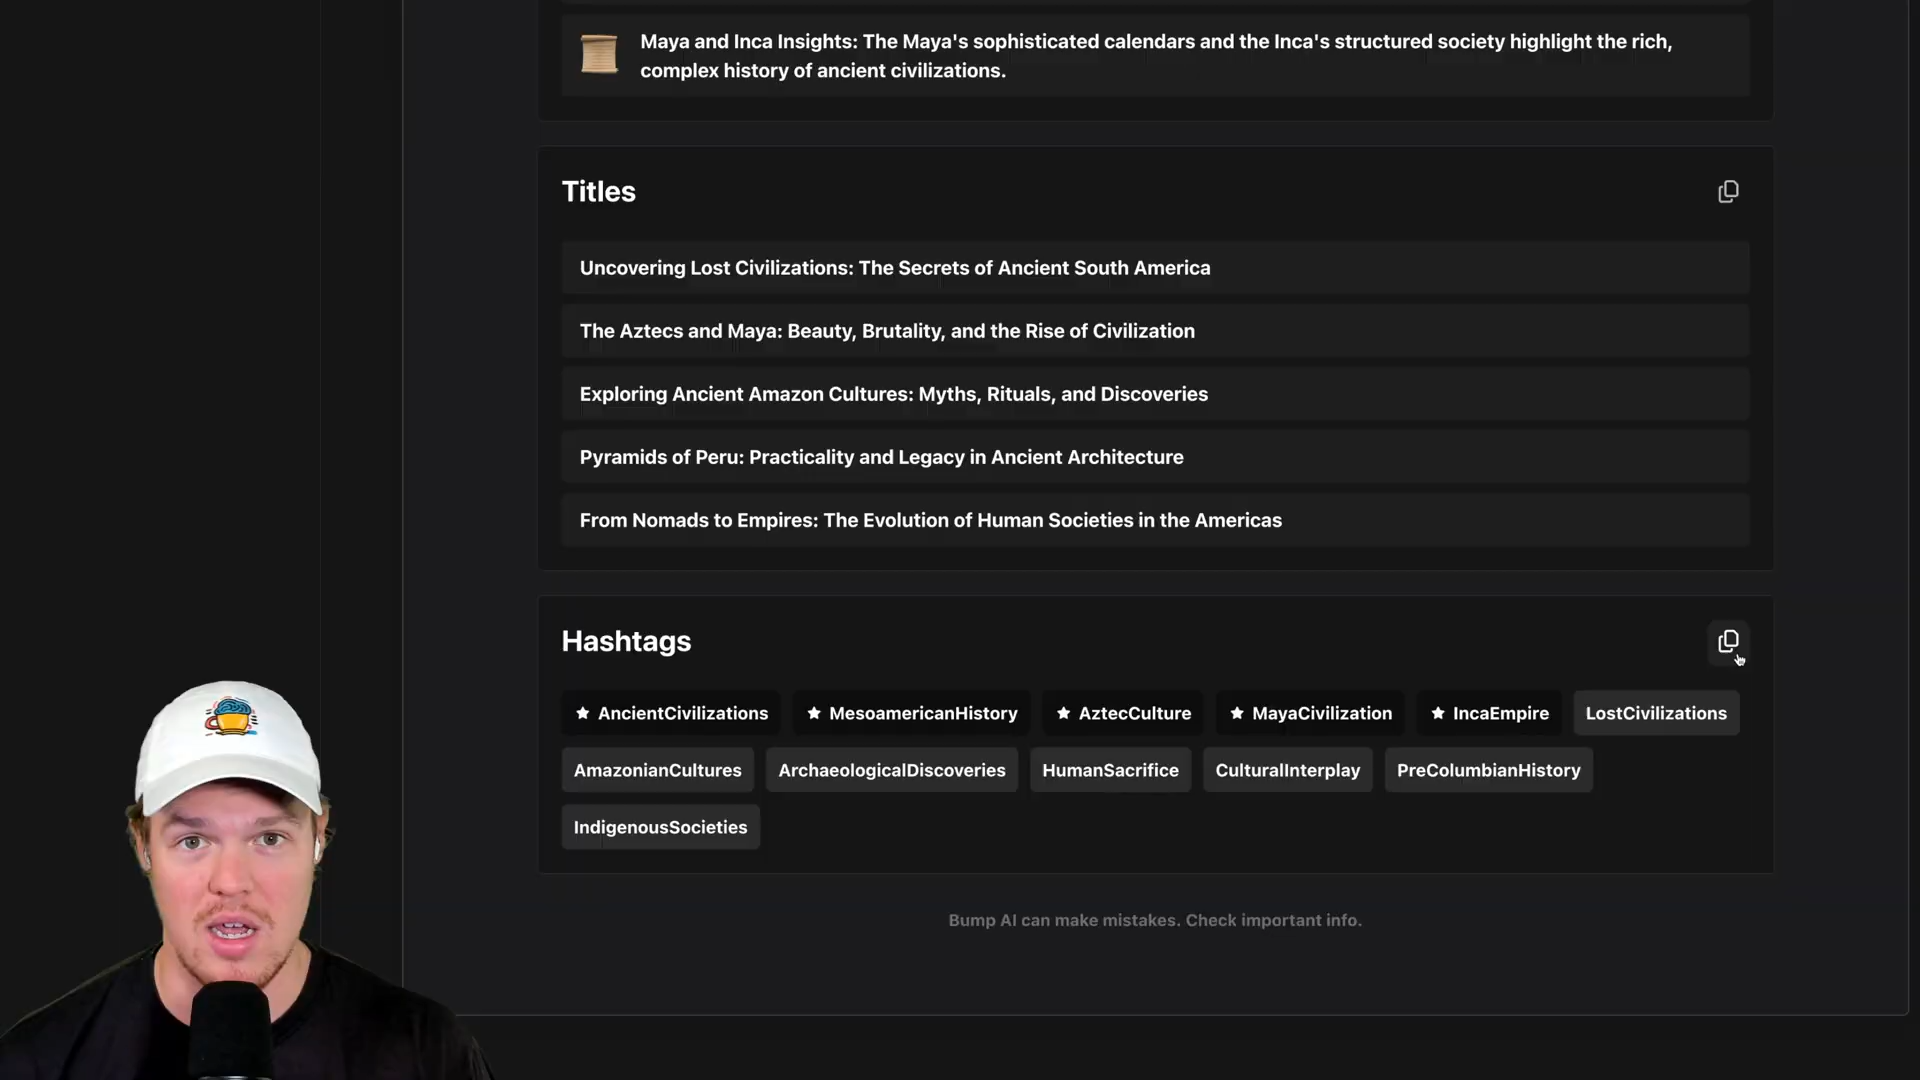 Maya and Inca Insights: The Maya's sophisticated calendars and the Inca's structured society highlight the rich,
complex history of ancient civilizations.
Titles
Uncovering Lost Civilizations: The Secrets of Ancient South America
The Aztecs and Maya: Beauty, Brutality, and the Rise of Civilization
Exploring Ancient Amazon Cultures: Myths, Rituals, and Discoveries
Pyramids of Peru: Practicality and Legacy in Ancient Architecture
From Nomads to Empires: The Evolution of Human Societies in the Americas
Hashtags
★ AncientCivilizations ★ MesoamericanHistory ★ AztecCulture ★ MayaCivilization ★ IncaEmpire LostCivilizations
AmazonianCultures ArchaeologicalDiscoveries HumanSacrifice CulturalInterplay PreColumbianHistory
IndigenousSocieties
Bump AI can make mistakes. Check important info.